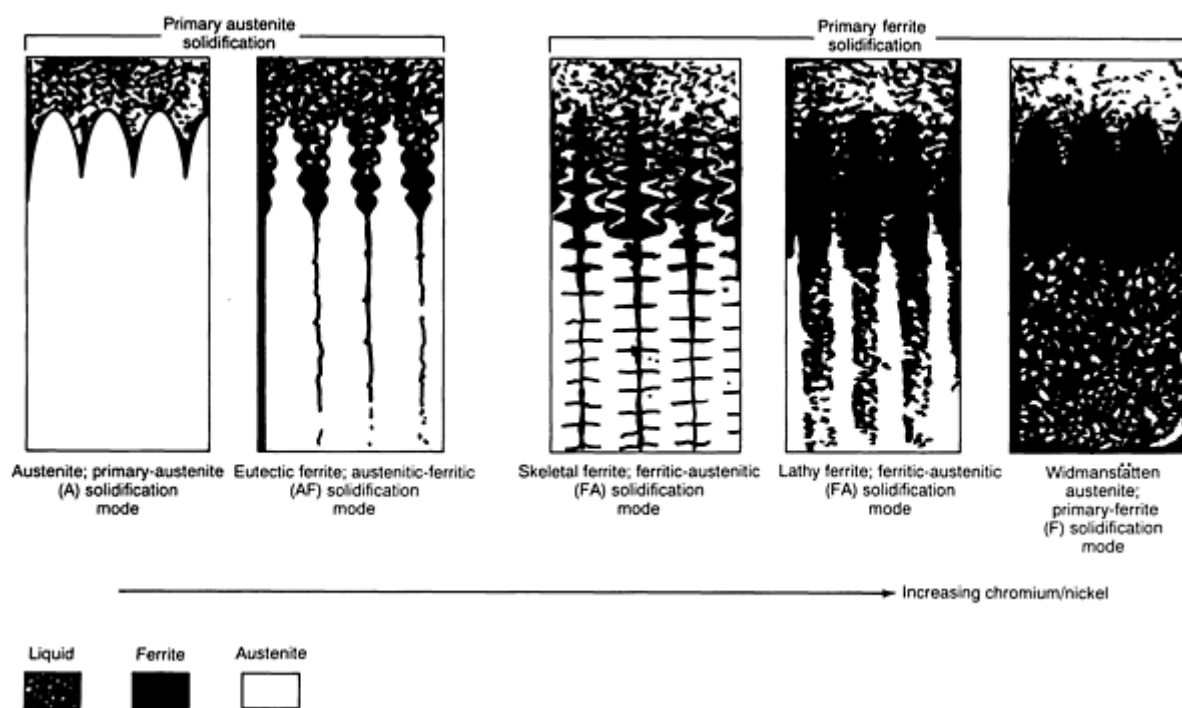 Primary austenite
solidification
Primary ferrite
solidification
Austenite; primary-austenite
(A) solidification
mode
Eutectic ferrite; austenitic-ferritic
(AF) solidification
mode
Skeletal ferrite; ferritic-austenitic
(FA) solidification
mode
Lathy ferrite; ferritic-austenitic
(FA) solidification
mode
Widmanstätten
austenite;
primary-ferrite
(F) solidification
mode
Increasing chromium/nickel
Liquid
Ferrite
Austenite